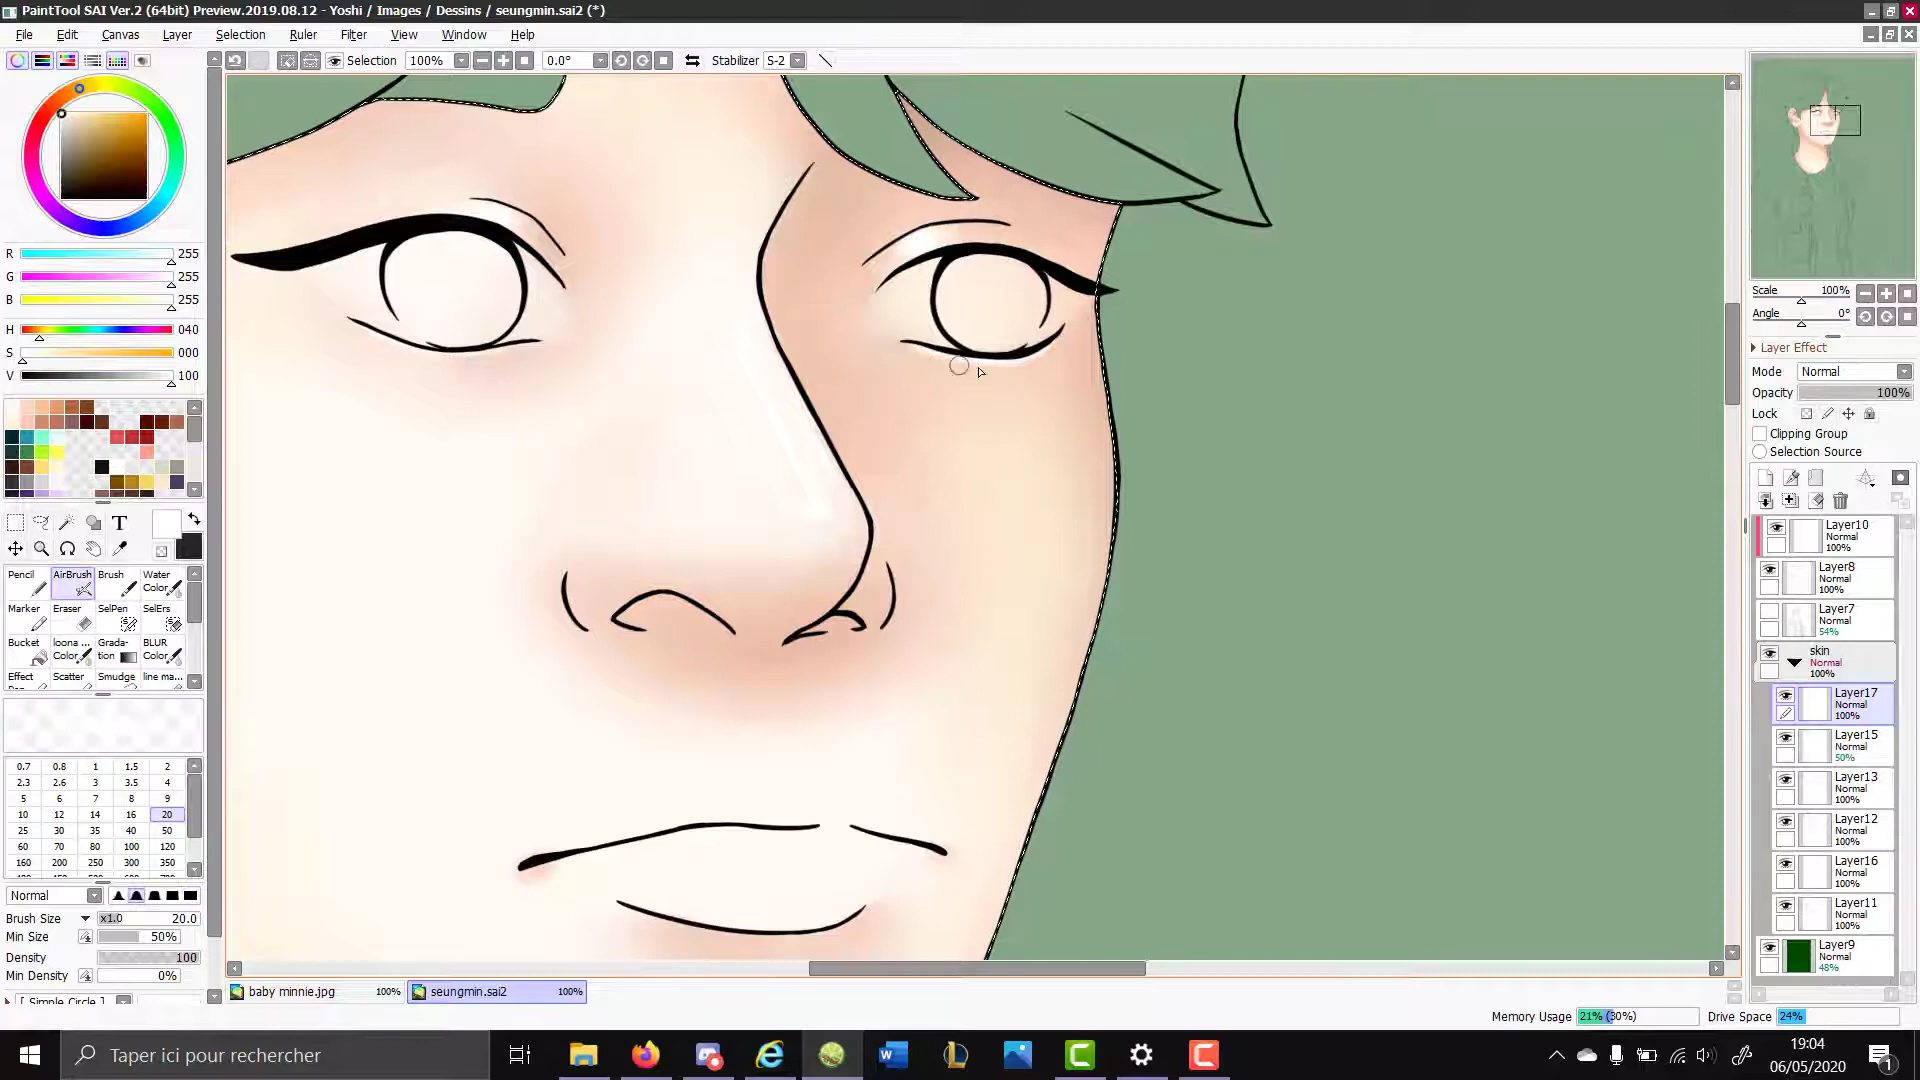 PaintTool SAI Ver.2 (64bit) Preview.2019.08.12 - Yoshi / Images / Dessins / seungmin.sai2 (*)
File Edit Canvas Layer Selection Ruler Filter View Window Help
Selection 100% 0.0° Stabilizer S-2
R 255
G 255
B 255
H 040
S 000
V 100
T
Pencil AirBrush Brush Water Color
Marker Eraser SelPen SelErs
Bucket loona ... Color Grada-tion BLUR Color
Effect Scatter Smudge line ma...
0.7 0.8 1 1.5 2
2.3 2.6 3 3.5 4
5 6 7 8 9
10 12 14 16 20
25 30 35 40 50
60 70 80 100 120
160 200 250 300 350
Normal
Brush Size x1.0 20.0
Min Size 50%
Density 100
Min Density 0%
[ Simple Circle ]
baby minnie.jpg 100% seungmin.sai2 100%
Scale 100%
Angle 0°
Layer Effect
Mode Normal
Opacity 100%
Lock
Clipping Group
Selection Source
Layer10
Normal
100%
Layer8
Normal
100%
Layer7
Normal
54%
skin
Normal
100%
Layer17
Normal
100%
Layer15
Normal
50%
Layer13
Normal
100%
Layer12
Normal
100%
Layer16
Normal
100%
Layer11
Normal
100%
Layer9
Normal
48%
Memory Usage 21% (30%) Drive Space 24%
Taper ici pour rechercher
19:04
06/05/2020
1